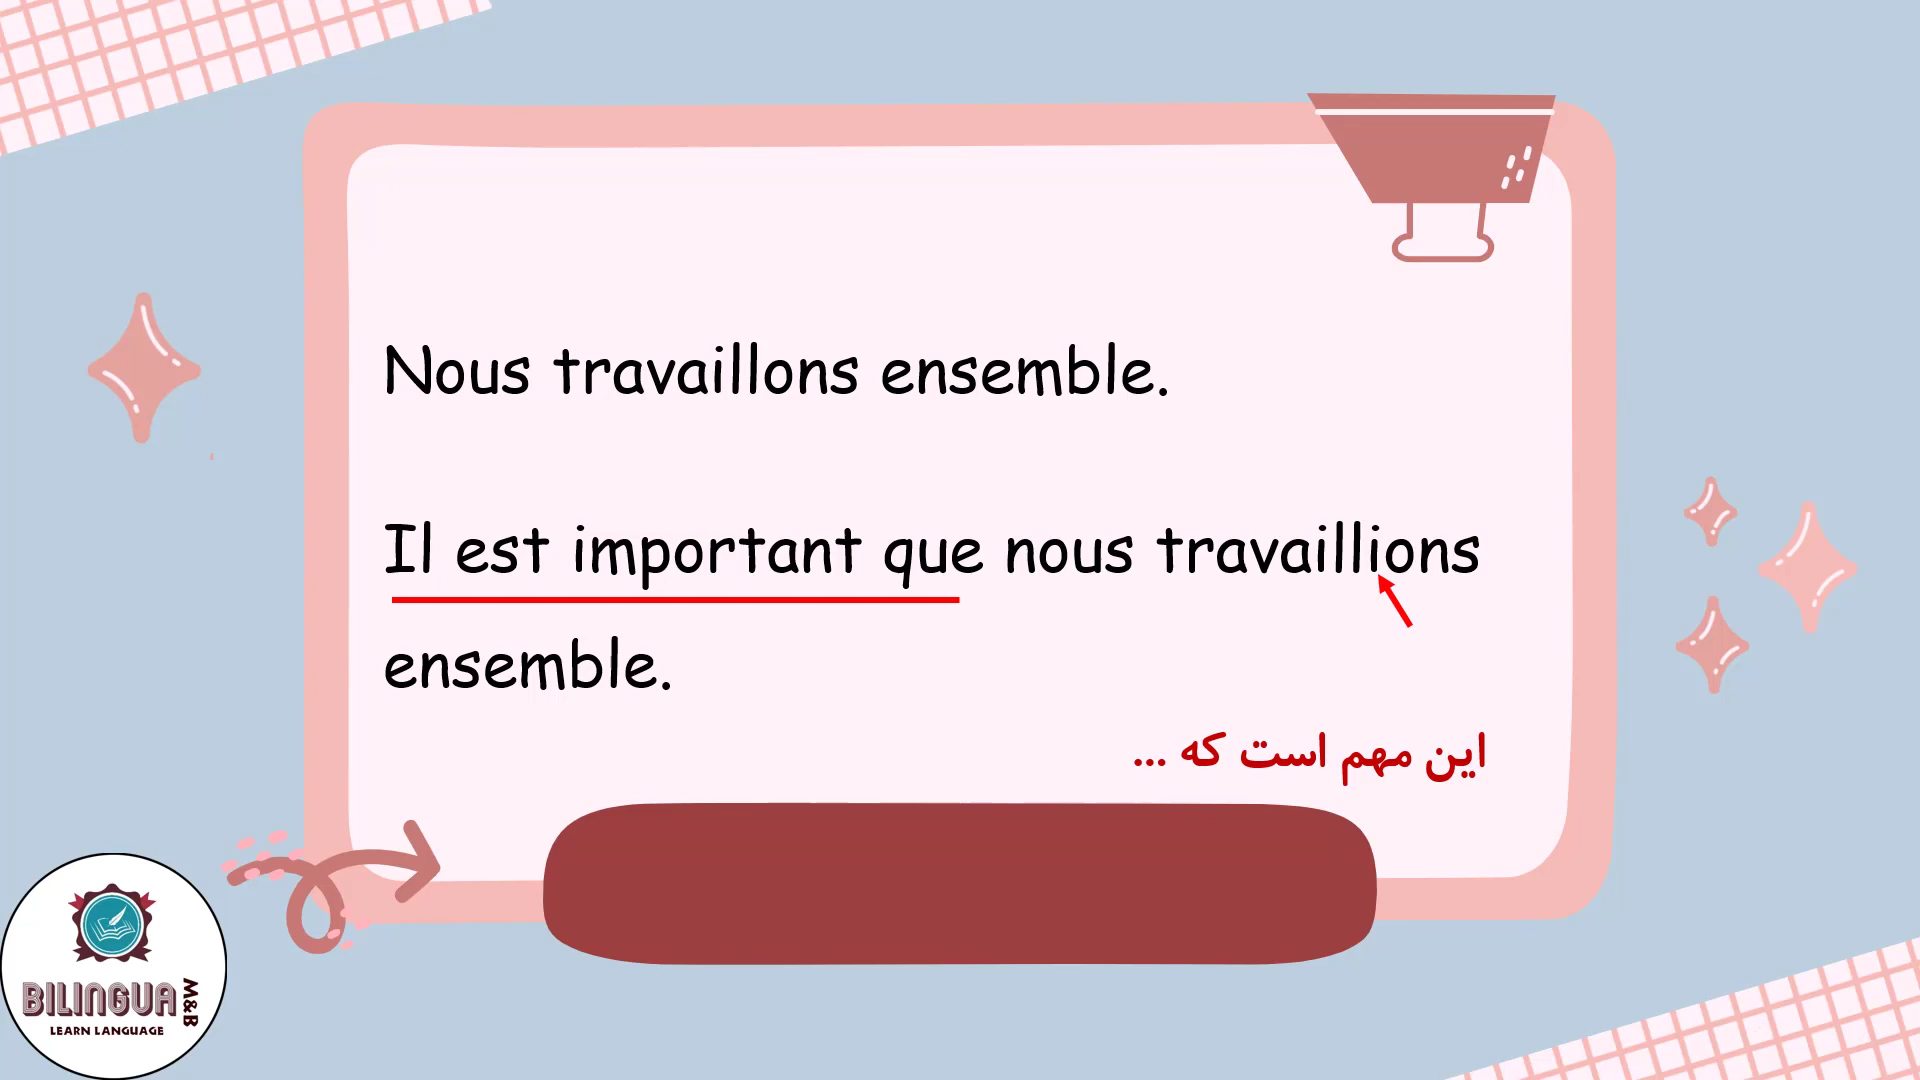 Nous travaillons ensemble.
Il est important que nous travaillions
ensemble.
این مهم است که ...
BILINGUA M&B
LEARN LANGUAGE